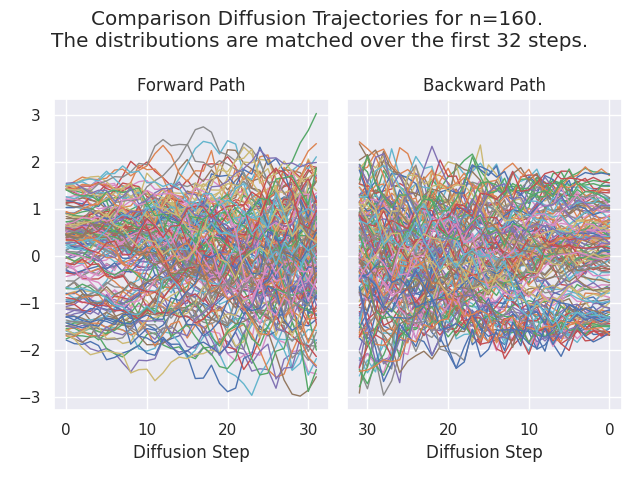 Comparison Diffusion Trajectories for n=160.
The distributions are matched over the first 32 steps.
Forward Path
Backward Path
3
2
1
0
−1
−2
−3
0
10
20
30
30
20
10
0
Diffusion Step
Diffusion Step